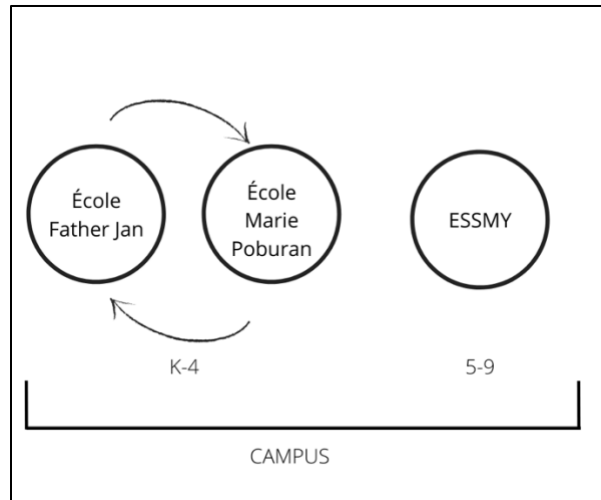 École
Father Jan
École
Marie
Poburan
ESSMY
K-4
5-9
CAMPUS